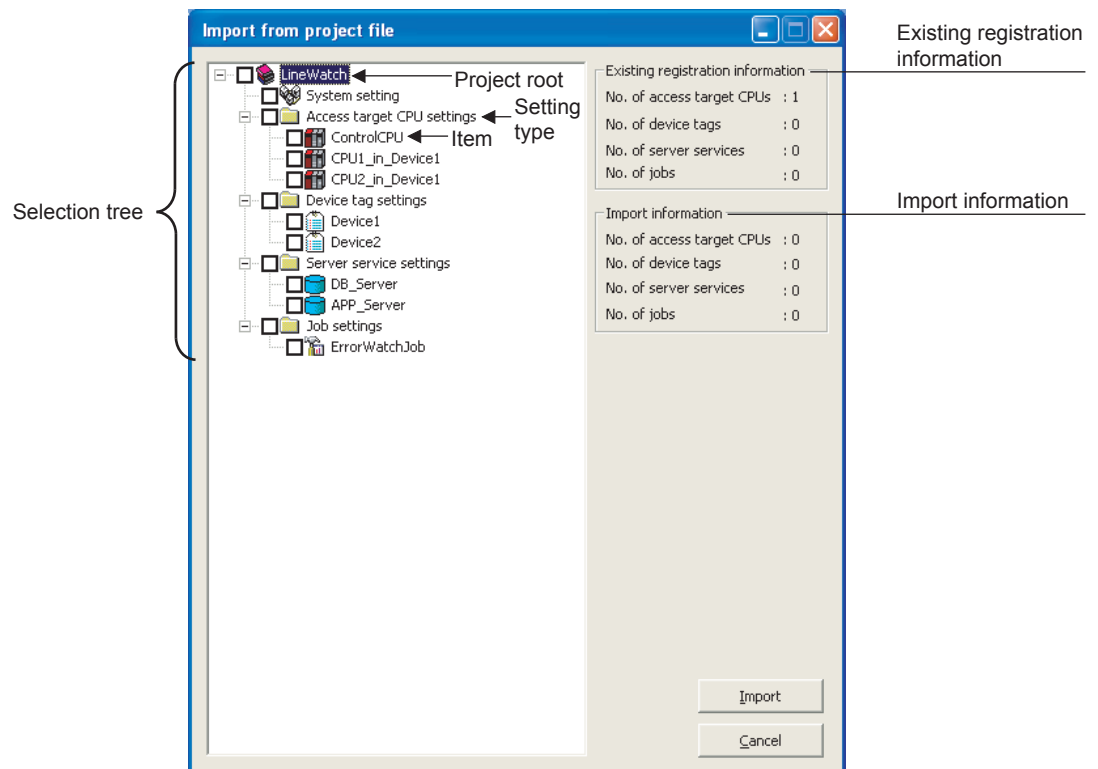 Import from project file
Existing registration
information
LineWatch
Project root
System setting
Access target CPU settings
Setting
type
ControlCPU
Item
CPU1_in_Device1
CPU2_in_Device1
Device tag settings
Device1
Device2
Server service settings
DB_Server
APP_Server
Job settings
ErrorWatchJob
Selection tree
Existing registration information
No. of access target CPUs : 1
No. of device tags : 0
No. of server services : 0
No. of jobs : 0
Import information
Import information
No. of access target CPUs : 0
No. of device tags : 0
No. of server services : 0
No. of jobs : 0
Import
Cancel